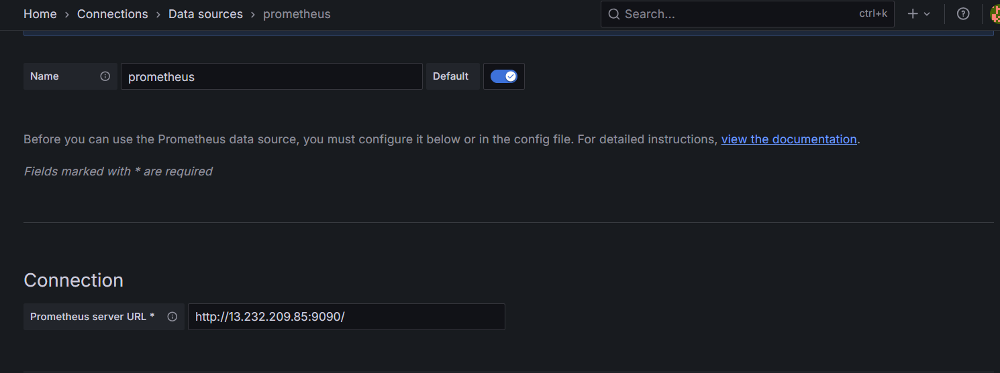 Home > Connections > Data sources > prometheus Search... ctrl+k
Name prometheus Default
Before you can use the Prometheus data source, you must configure it below or in the config file. For detailed instructions, view the documentation.
Fields marked with * are required
Connection
Prometheus server URL * http://13.232.209.85:9090/